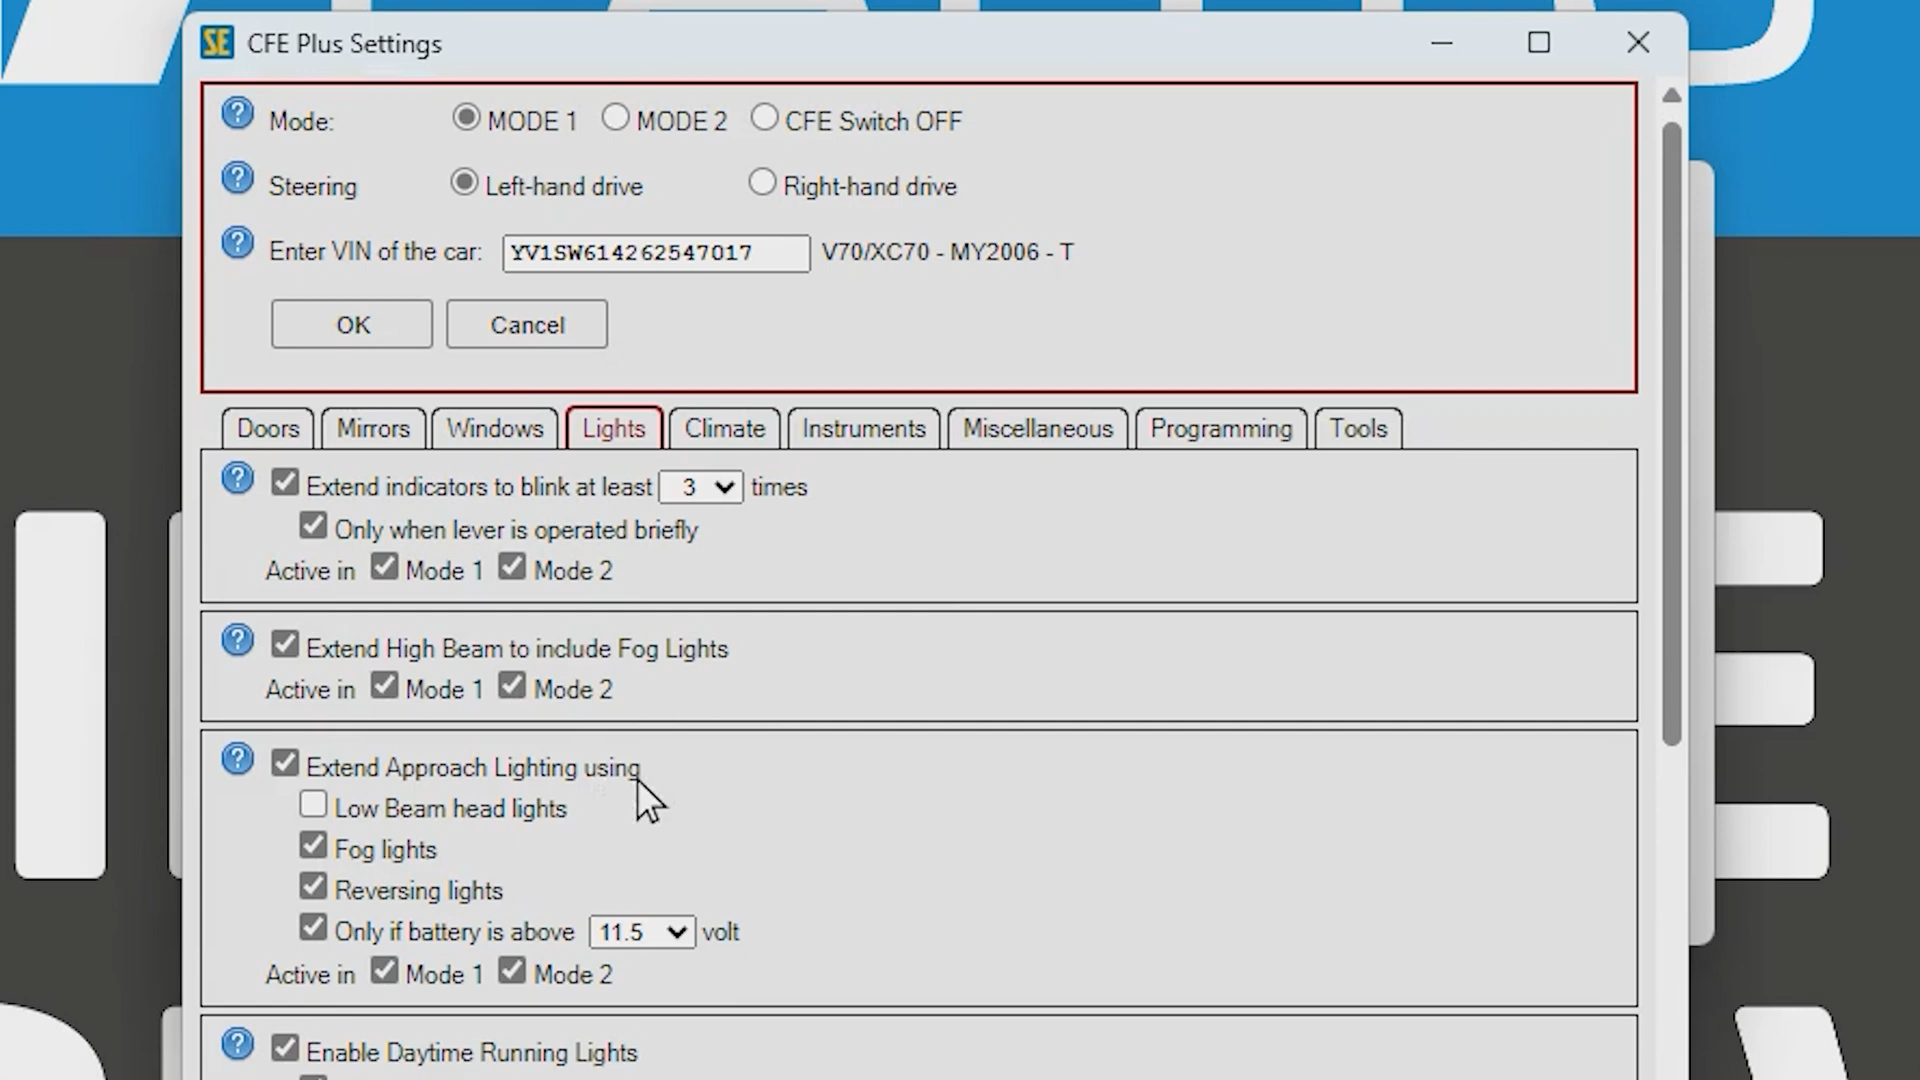 SE CFE Plus Settings
Mode: MODE 1 MODE 2 CFE Switch OFF
Steering Left-hand drive Right-hand drive
Enter VIN of the car: YV1SW614262547017 V70/XC70 - MY2006 - T
OK Cancel
Doors Mirrors Windows Lights Climate Instruments Miscellaneous Programming Tools
Extend indicators to blink at least 3 times
Only when lever is operated briefly
Active in Mode 1 Mode 2
Extend High Beam to include Fog Lights
Active in Mode 1 Mode 2
Extend Approach Lighting using
Low Beam head lights
Fog lights
Reversing lights
Only if battery is above 11.5 volt
Active in Mode 1 Mode 2
Enable Daytime Running Lights